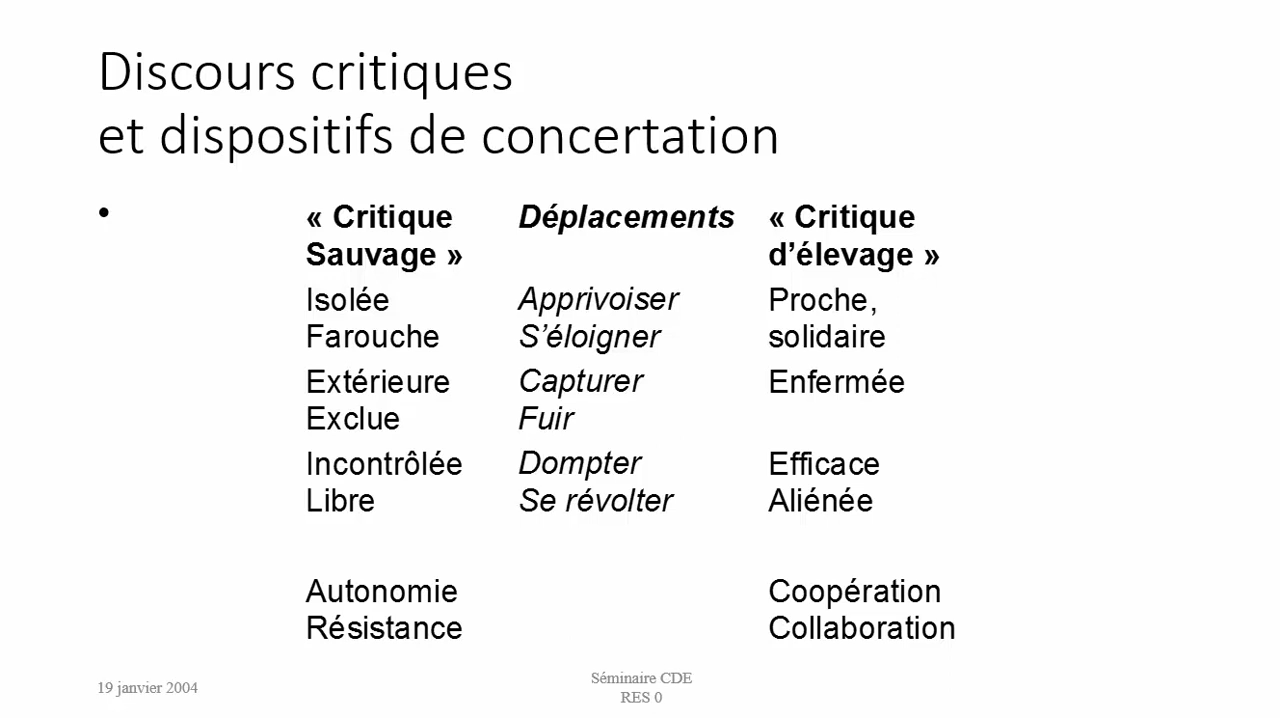 Discours critiques
et dispositifs de concertation
•
« Critique Déplacements « Critique
Sauvage » d’élevage »
Isolée Apprivoiser Proche,
Farouche S’éloigner solidaire
Extérieure Capturer Enfermée
Exclue Fuir
Incontrôlée Dompter Efficace
Libre Se révolter Aliénée
Autonomie Coopération
Résistance Collaboration
19 janvier 2004
Séminaire CDE
RES 0